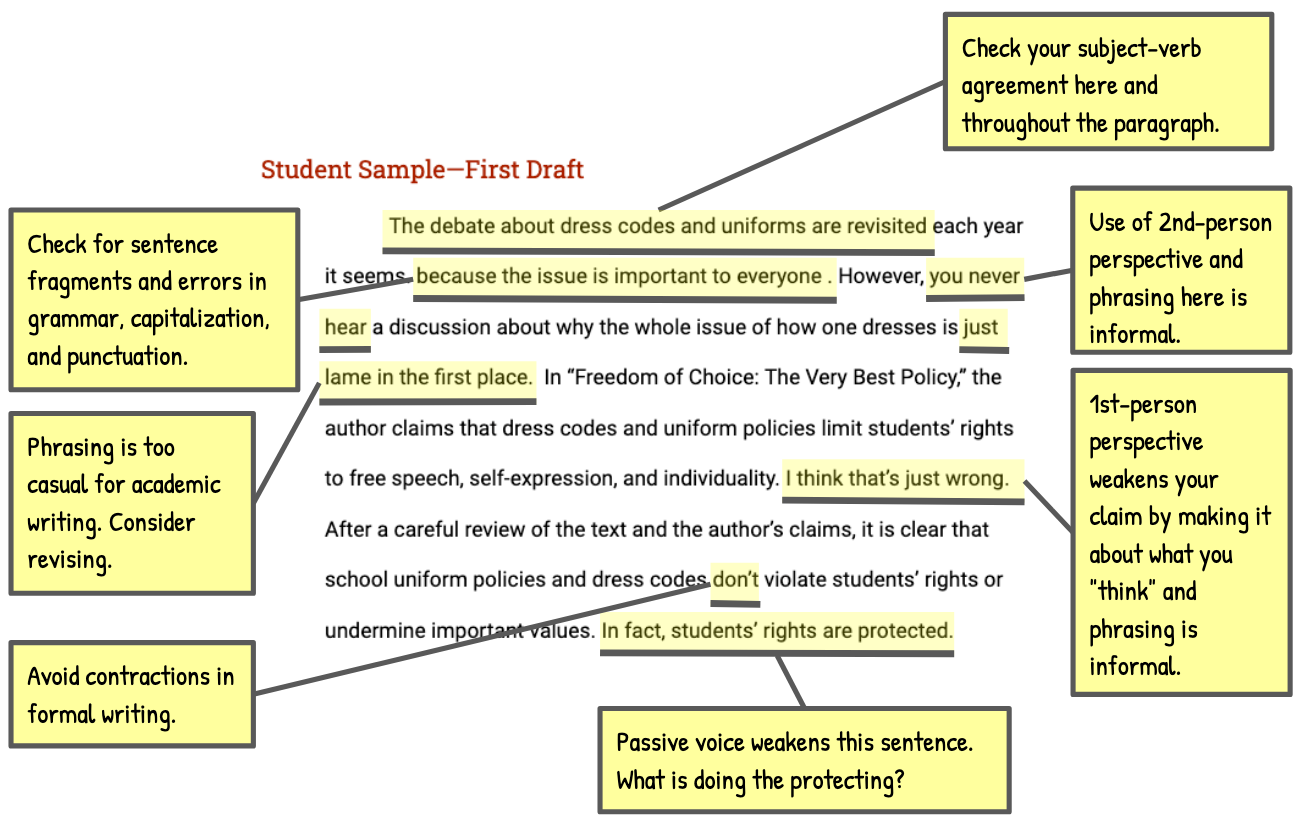 Check your subject-verb
agreement here and
throughout the paragraph.
Student Sample—First Draft
The debate about dress codes and uniforms are revisited each year
it seems, because the issue is important to everyone . However, you never
hear a discussion about why the whole issue of how one dresses is just
lame in the first place. In “Freedom of Choice: The Very Best Policy,” the
author claims that dress codes and uniform policies limit students’ rights
to free speech, self-expression, and individuality. I think that’s just wrong.
After a careful review of the text and the author’s claims, it is clear that
school uniform policies and dress codes don’t violate students’ rights or
undermine important values. In fact, students’ rights are protected.
Check for sentence
fragments and errors in
grammar, capitalization,
and punctuation.
Phrasing is too
casual for academic
writing. Consider
revising.
Avoid contractions in
formal writing.
Use of 2nd-person
perspective and
phrasing here is
informal.
1st-person
perspective
weakens your
claim by making it
about what you
"think" and
phrasing is
informal.
Passive voice weakens this sentence.
What is doing the protecting?